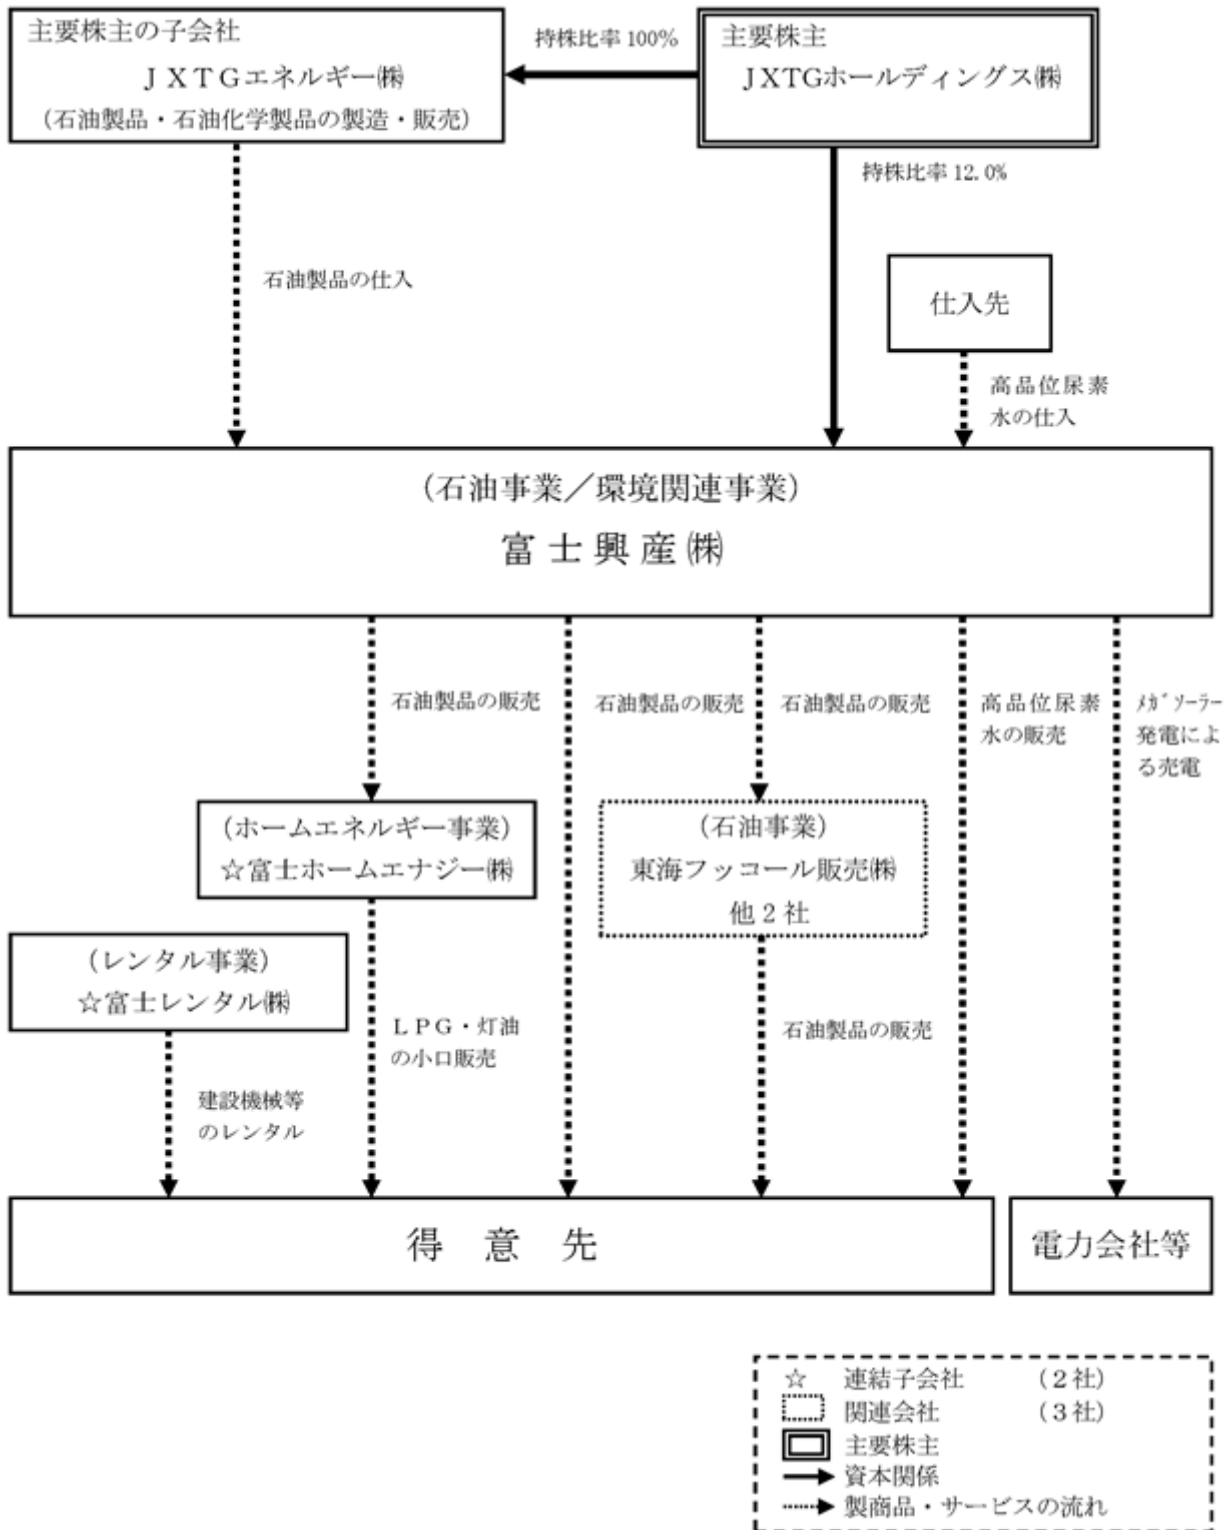 主要株主の子会社
ＪＸＴＧエネルギー㈱
（石油製品・石油化学製品の製造・販売）
持株比率 100%
主要株主
JXTGホールディングス㈱
持株比率 12.0%
石油製品の仕入
仕入先
高品位尿素
水の仕入
（石油事業／環境関連事業）
富士興産㈱
石油製品の販売
石油製品の販売
石油製品の販売
高品位尿素
水の販売
ﾒｶﾞｿｰﾗｰ
発電によ
る売電
（ホームエネルギー事業）
☆富士ホームエナジー㈱
（石油事業）
東海フッコール販売㈱
他２社
（レンタル事業）
☆富士レンタル㈱
ＬＰＧ・灯油
の小口販売
石油製品の販売
建設機械等
のレンタル
得意先
電力会社等
☆ 連結子会社 （２社）
関連会社 （３社）
主要株主
資本関係
製商品・サービスの流れ